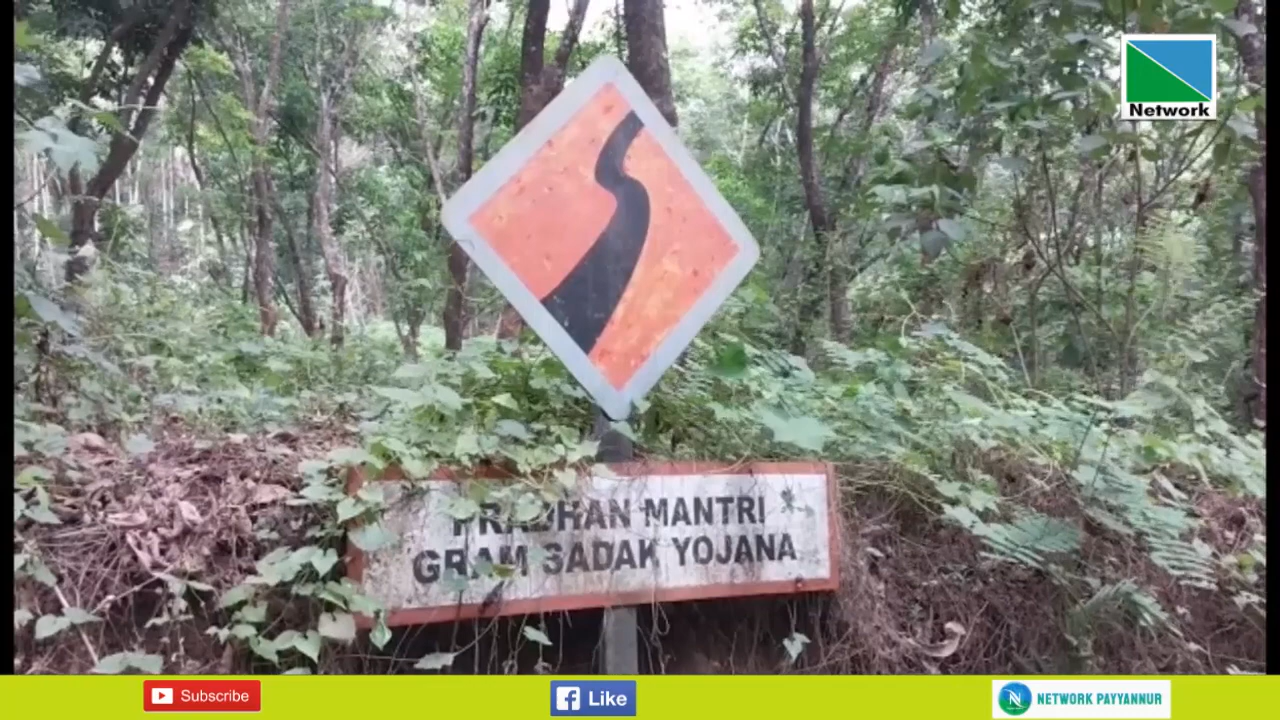 Network
PRADHAN MANTRI
GRAM SADAK YOJANA
Subscribe
f Like
N NETWORK PAYYANNUR